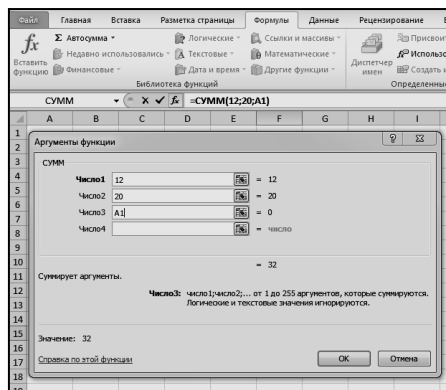 Файл Главная Вставка Разметка страницы Формулы Данные Рецензирование
fx Σ Автосумма Логические Ссылки и массивы Присвои
Недавно использовались Текстовые Математические Использо
Вставить функцию Финансовые Дата и время Другие функции Диспетчер имен Создать и
Библиотека функций Определенны
СУММ X ✓ fx =СУММ(12;20;A1)
A B C D E F G H I
1
2 Аргументы функции ? X
3 СУММ
4 Число1 12 = 12
5 Число2 20 = 20
6 Число3 A1 = 0
7 Число4 = число
8
9
10 = 32
11 Суммирует аргументы.
12 Число3: число1;число2;... от 1 до 255 аргументов, которые суммируются.
13 Логические и текстовые значения игнорируются.
14
15 Значение: 32
16
17 Справка по этой функции ОК Отмена
18